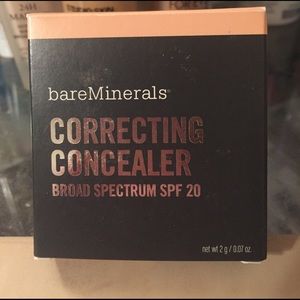 bareMinerals®
CORRECTING
CONCEALER
BROAD SPECTRUM SPF 20
net wt 2 g / 0.07 oz.